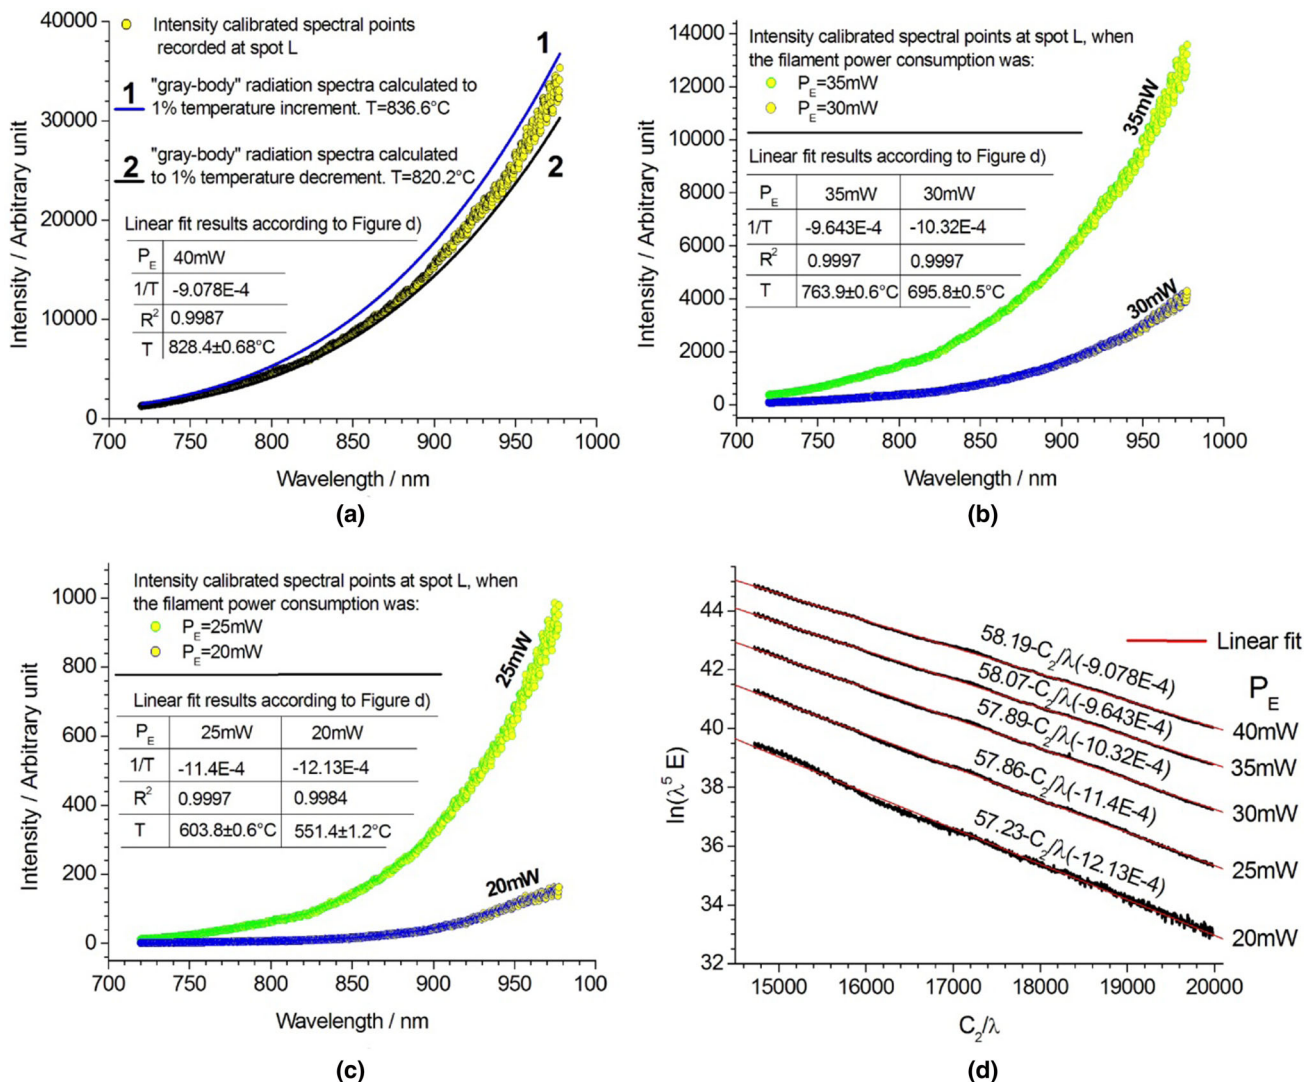 40000
30000
20000
10000
0
Intensity / Arbitrary unit
Intensity calibrated spectral points
recorded at spot L
1 "gray-body" radiation spectra calculated to
1% temperature increment. T=836.6°C
2 "gray-body" radiation spectra calculated
to 1% temperature decrement. T=820.2°C
Linear fit results according to Figure d)
P_E 40mW
1/T -9.078E-4
R² 0.9987
T 828.4±0.68°C
1
2
700 750 800 850 900 950 1000
Wavelength / nm
(a)
14000
12000
10000
8000
6000
4000
2000
0
Intensity / Arbitrary unit
Intensity calibrated spectral points at spot L, when
the filament power consumption was:
P_E=35mW
P_E=30mW
Linear fit results according to Figure d)
P_E 35mW 30mW
1/T -9.643E-4 -10.32E-4
R² 0.9997 0.9997
T 763.9±0.6°C 695.8±0.5°C
35mW
30mW
700 750 800 850 900 950 1000
Wavelength / nm
(b)
1000
800
600
400
200
0
Intensity / Arbitrary unit
Intensity calibrated spectral points at spot L, when
the filament power consumption was:
P_E=25mW
P_E=20mW
Linear fit results according to Figure d)
P_E 25mW 20mW
1/T -11.4E-4 -12.13E-4
R² 0.9997 0.9984
T 603.8±0.6°C 551.4±1.2°C
25mW
20mW
700 750 800 850 900 950 100
Wavelength / nm
(c)
44
42
40
38
36
34
32
ln(λ⁵ E)
58.19-C₂/λ(-9.078E-4)
58.07-C₂/λ(-9.643E-4)
57.89-C₂/λ(-10.32E-4)
57.86-C₂/λ(-11.4E-4)
57.23-C₂/λ(-12.13E-4)
Linear fit
P_E
40mW
35mW
30mW
25mW
20mW
15000 16000 17000 18000 19000 20000
C₂/λ
(d)